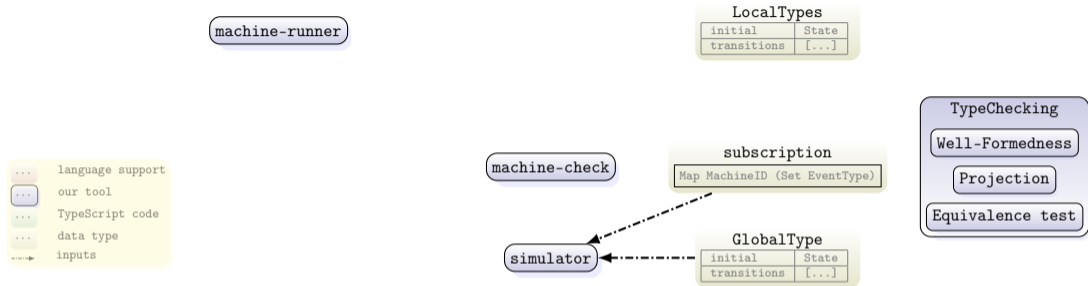 machine-runner
LocalTypes
initial State
transitions [...]
TypeChecking
Well-Formedness
Projection
Equivalence test
machine-check
subscription
Map MachineID (Set EventType)
... language support
... our tool
... TypeScript code
... data type
inputs
simulator
GlobalType
initial State
transitions [...]